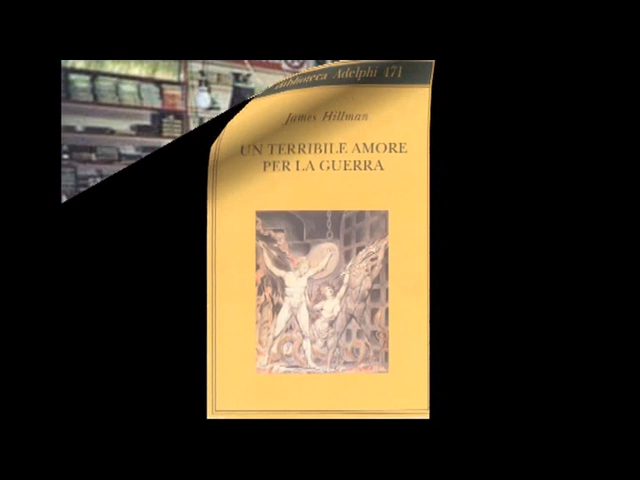 Biblioteca Adelphi 471
James Hillman
UN TERRIBILE AMORE
PER LA GUERRA